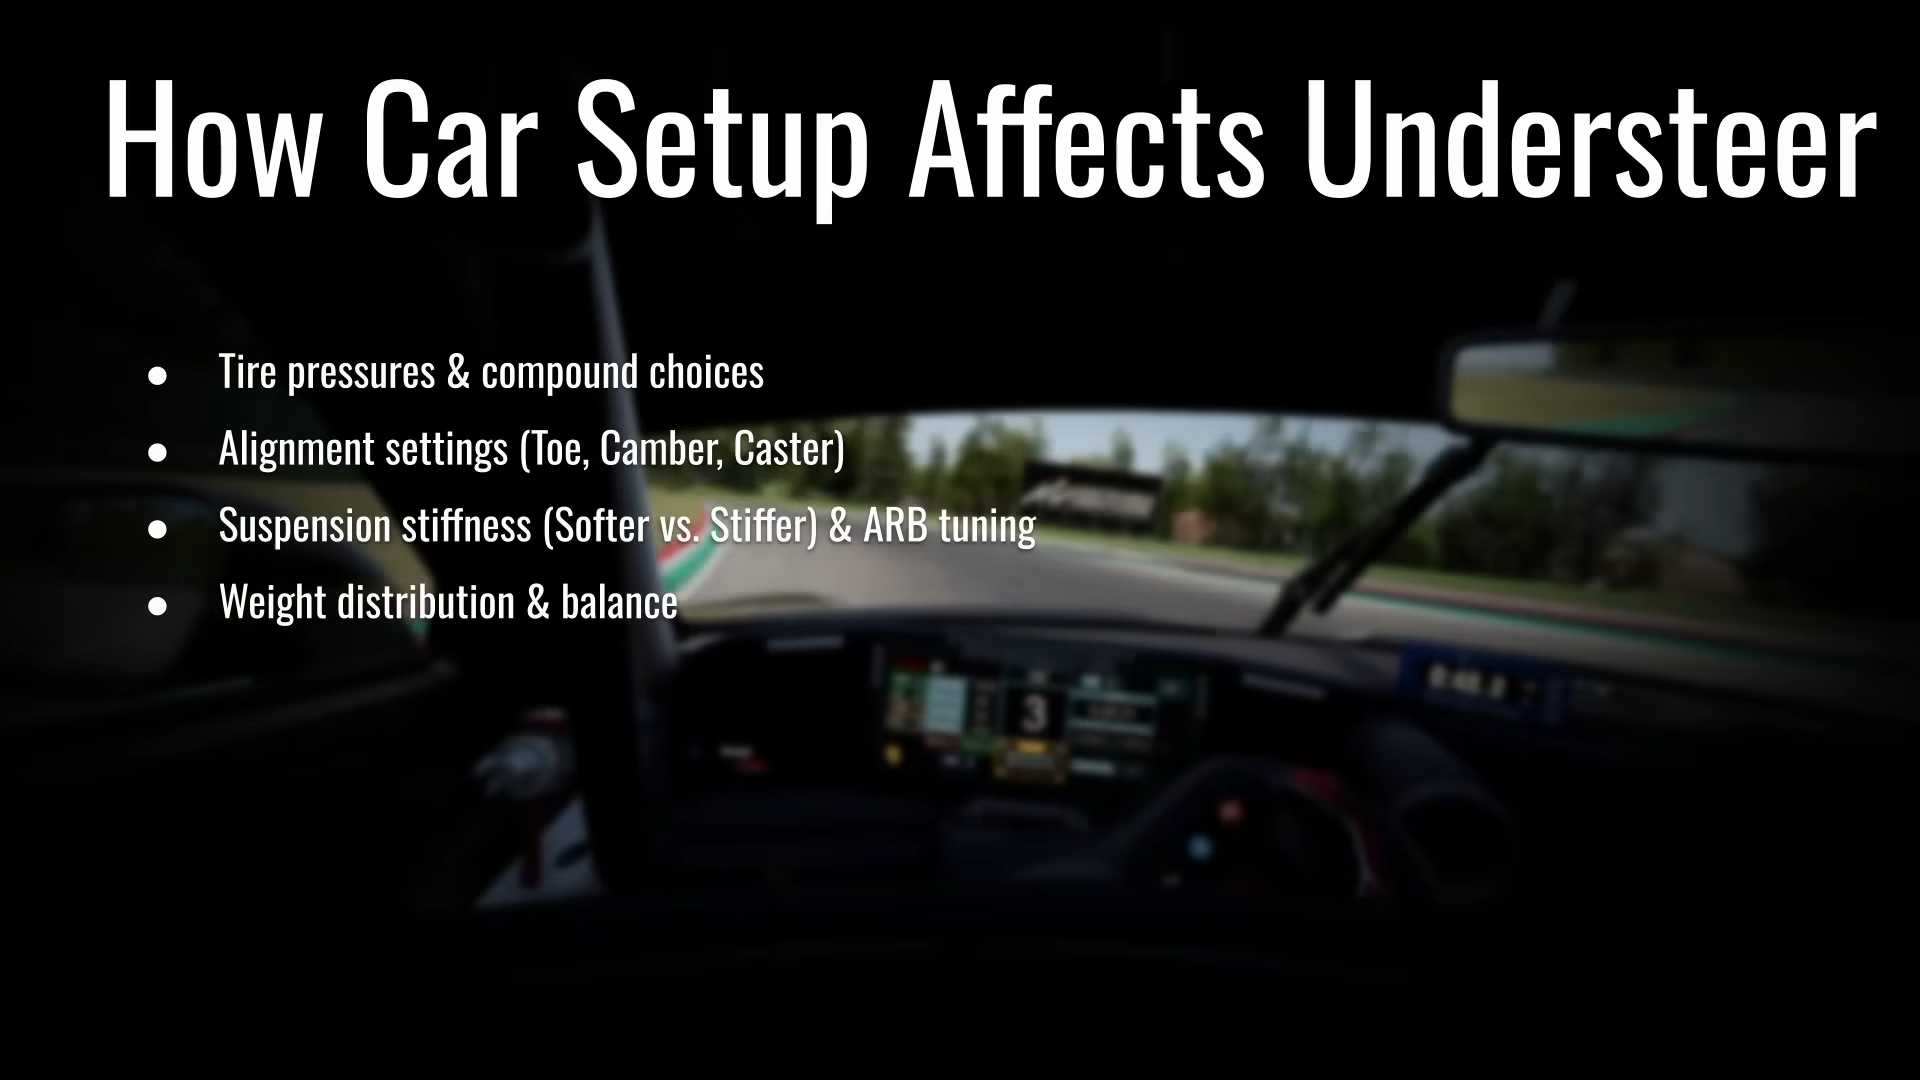 How Car Setup Affects Understeer
● Tire pressures & compound choices
● Alignment settings (Toe, Camber, Caster)
● Suspension stiffness (Softer vs. Stiffer) & ARB tuning
● Weight distribution & balance
3